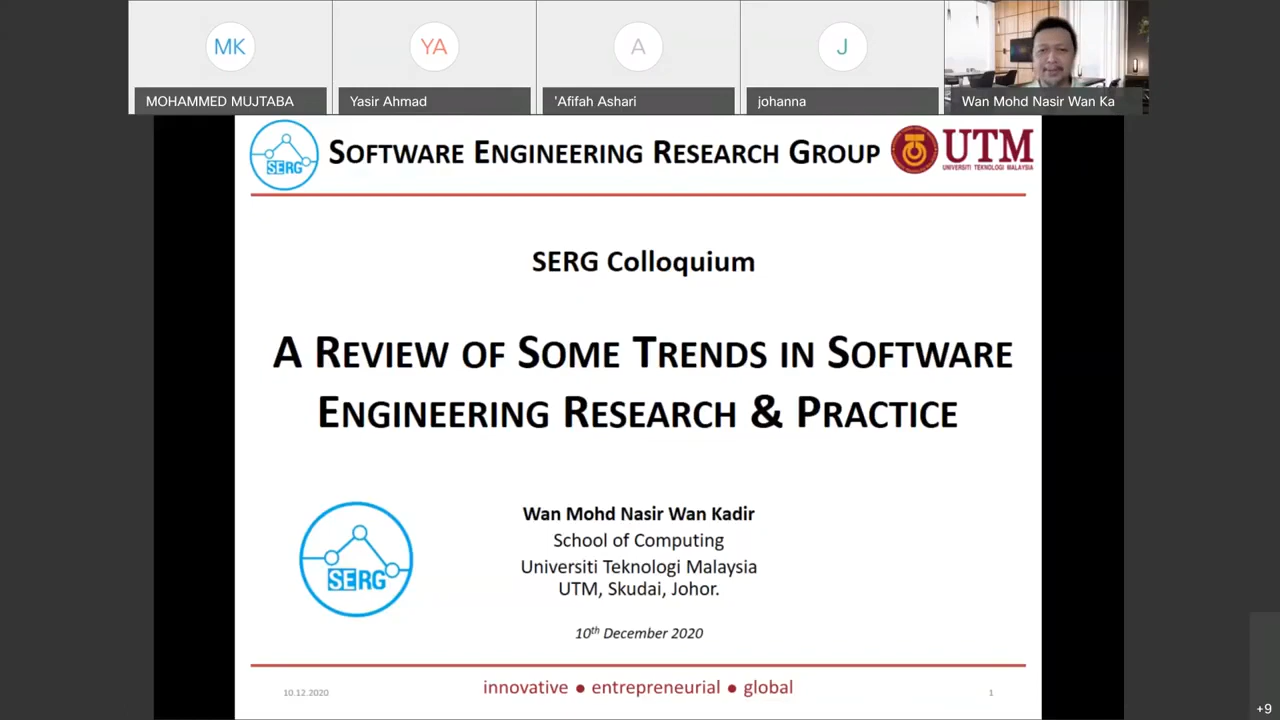 MK
YA
A
J
MOHAMMED MUJTABA
Yasir Ahmad
'Afifah Ashari
johanna
Wan Mohd Nasir Wan Ka
SERG
SOFTWARE ENGINEERING RESEARCH GROUP
UTM
UNIVERSITI TEKNOLOGI MALAYSIA
SERG Colloquium
A REVIEW OF SOME TRENDS IN SOFTWARE
ENGINEERING RESEARCH & PRACTICE
SERG
Wan Mohd Nasir Wan Kadir
School of Computing
Universiti Teknologi Malaysia
UTM, Skudai, Johor.
10th December 2020
10.12.2020
innovative ● entrepreneurial ● global
1
+9